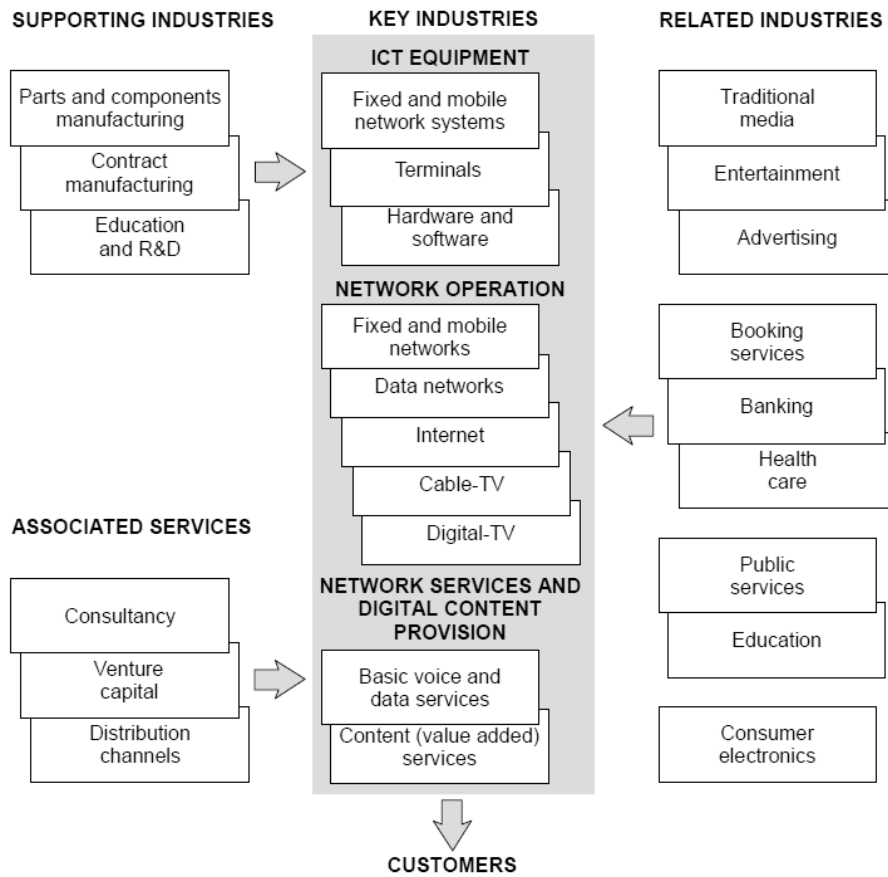 SUPPORTING INDUSTRIES
Parts and components
manufacturing
Contract
manufacturing
Education
and R&D
ASSOCIATED SERVICES
Consultancy
Venture
capital
Distribution
channels
KEY INDUSTRIES
ICT EQUIPMENT
Fixed and mobile
network systems
Terminals
Hardware and
software
NETWORK OPERATION
Fixed and mobile
networks
Data networks
Internet
Cable-TV
Digital-TV
NETWORK SERVICES AND
DIGITAL CONTENT
PROVISION
Basic voice and
data services
Content (value added)
services
CUSTOMERS
RELATED INDUSTRIES
Traditional
media
Entertainment
Advertising
Booking
services
Banking
Health
care
Public
services
Education
Consumer
electronics